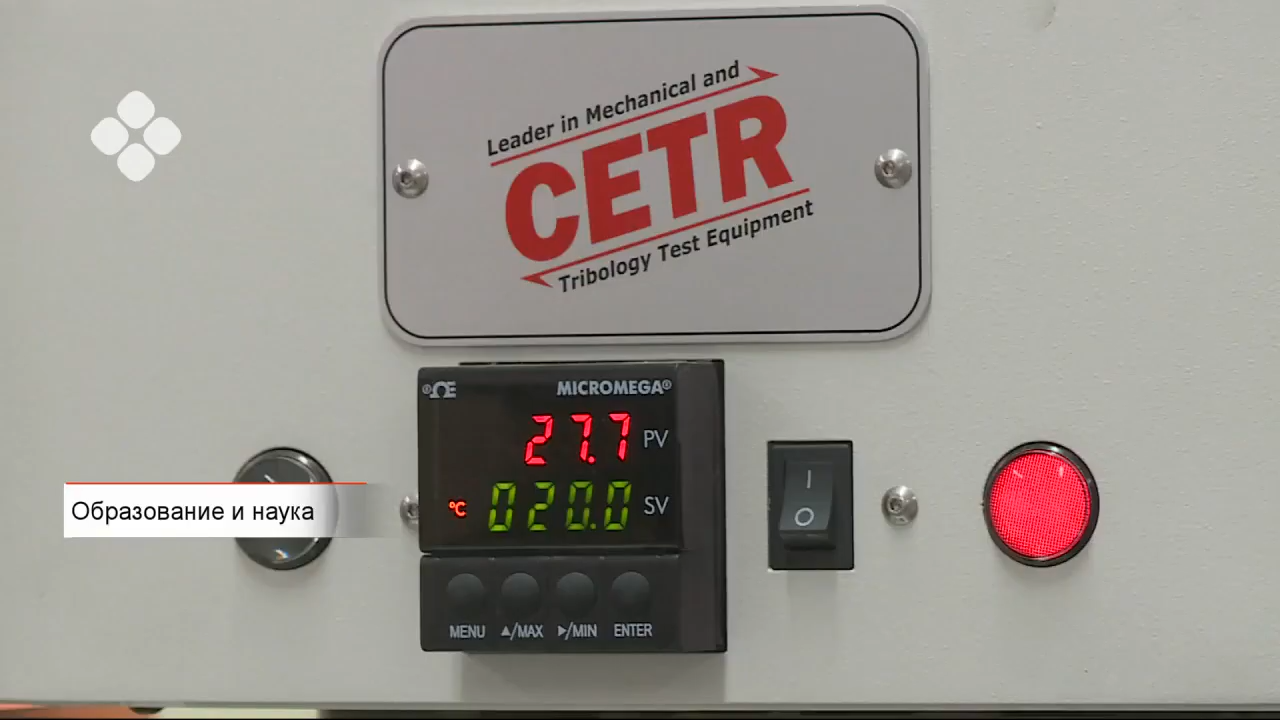 Leader in Mechanical and
CETR
Tribology Test Equipment
®ΩE MICROMEGA®
27.7 PV
°C 020.0 SV
I
O
MENU ▲/MAX ▶/MIN ENTER
Образование и наука